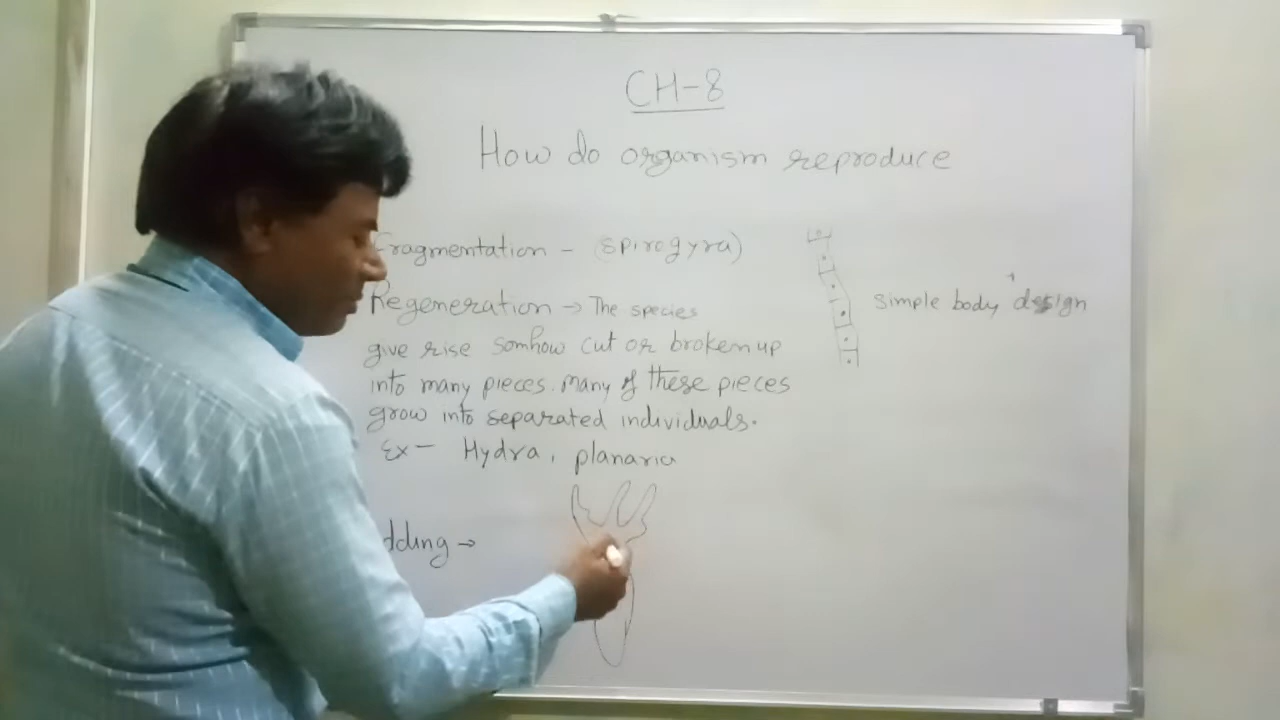 CH-8
How do organism reproduce
fragmentation - (spirogyra)
Regeneration → The species
give rise somhow cut or broken up
into many pieces. many of these pieces
grow into separated individuals.
Ex - Hydra, planaria
dding →
simple body design